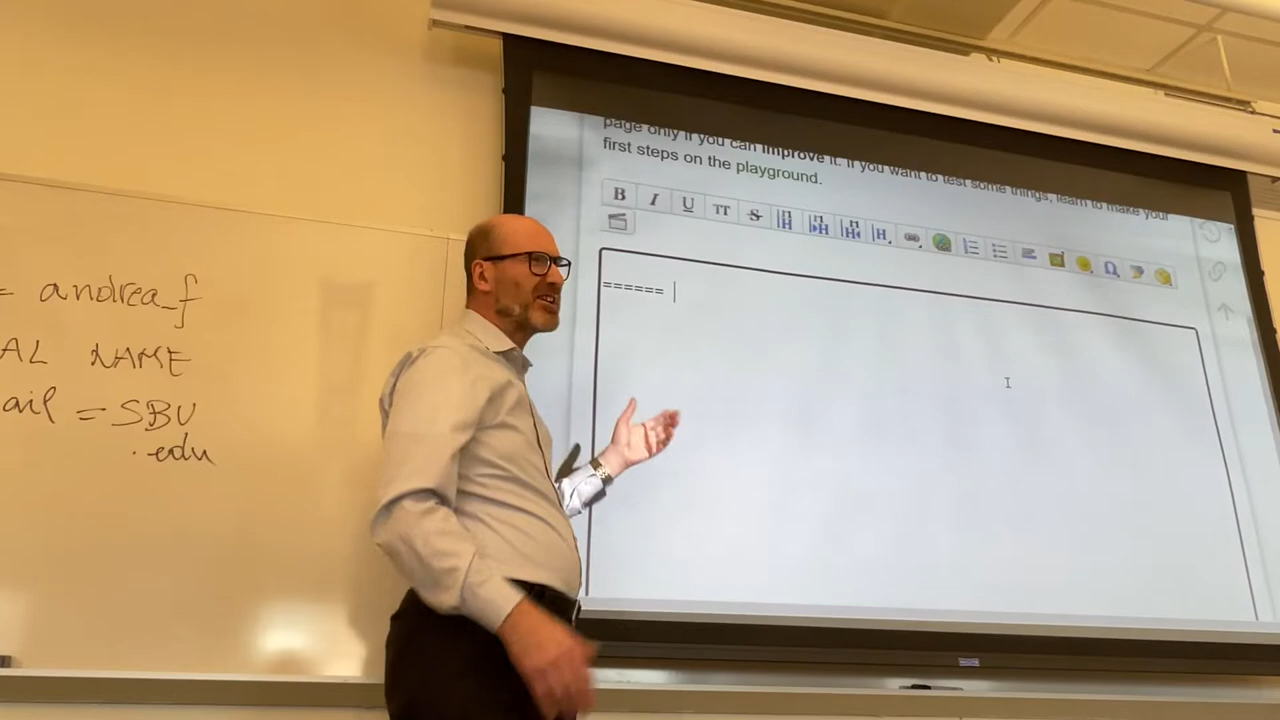 = andrea_f
AL NAME
ail = SBU
.edu
page only if you can improve it. If you want to test some things, learn to make your
first steps on the playground.
B I U TT S
======